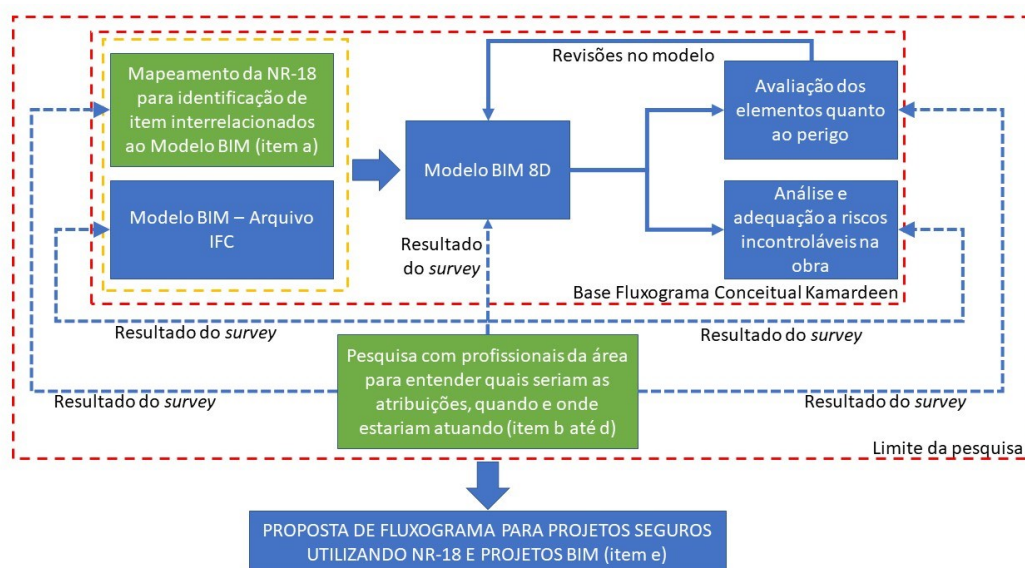 Revisões no modelo
Mapeamento da NR-18
para identificação de
item interrelacionados
ao Modelo BIM (item a)
Avaliação dos
elementos quanto
ao perigo
Modelo BIM 8D
Modelo BIM – Arquivo
IFC
Análise e
adequação a riscos
incontroláveis na
obra
Resultado
do survey
Base Fluxograma Conceitual Kamardeen
Resultado do survey
Resultado do survey
Pesquisa com profissionais da área
para entender quais seriam as
atribuições, quando e onde
estariam atuando (item b até d)
Resultado do survey
Resultado do survey
Limite da pesquisa
PROPOSTA DE FLUXOGRAMA PARA PROJETOS SEGUROS
UTILIZANDO NR-18 E PROJETOS BIM (item e)